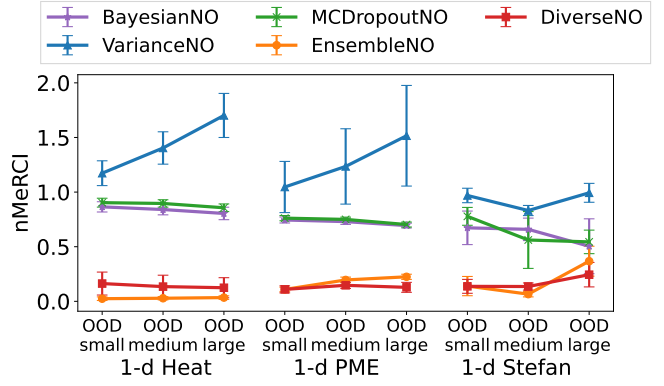 BayesianNO MCDropoutNO DiverseNO
VarianceNO EnsembleNO
nMeRCI
2.0
1.5
1.0
0.5
0.0
OOD OOD OOD OOD OOD OOD OOD OOD OOD
small medium large small medium large small medium large
1-d Heat 1-d PME 1-d Stefan